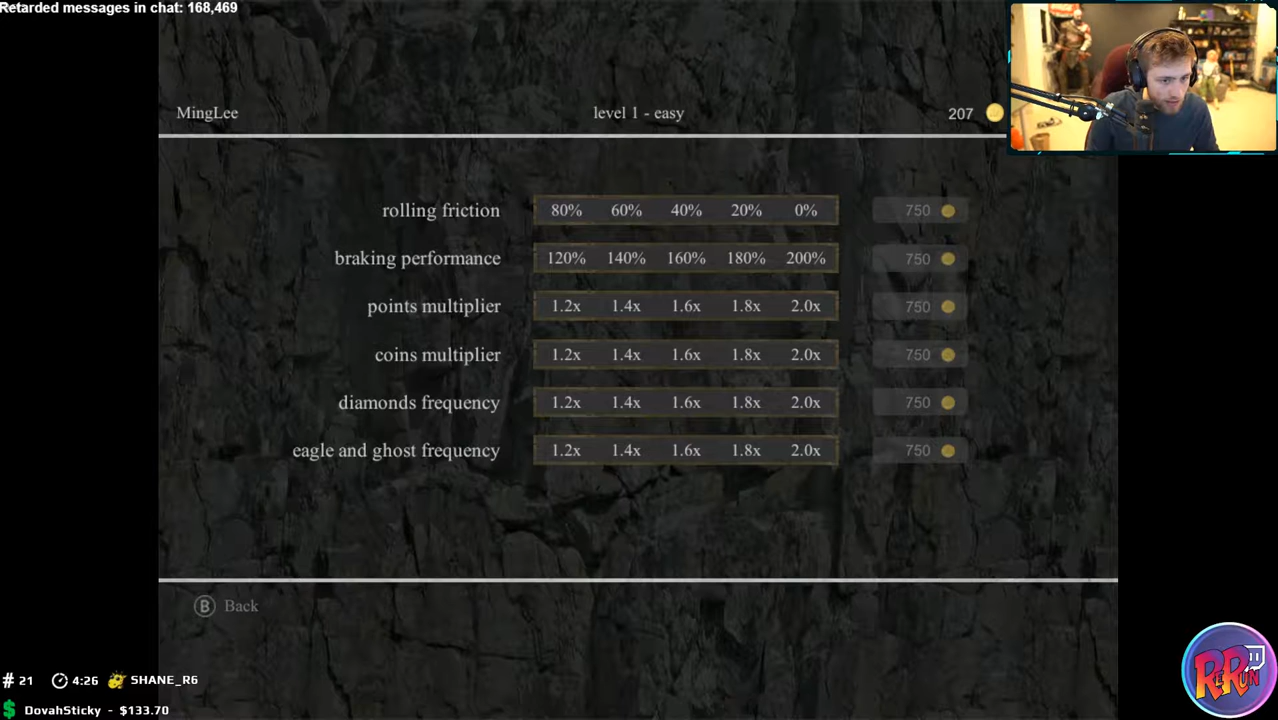 Retarded messages in chat: 168,469
MingLee level 1 - easy 207
rolling friction 80% 60% 40% 20% 0% 750
braking performance 120% 140% 160% 180% 200% 750
points multiplier 1.2x 1.4x 1.6x 1.8x 2.0x 750
coins multiplier 1.2x 1.4x 1.6x 1.8x 2.0x 750
diamonds frequency 1.2x 1.4x 1.6x 1.8x 2.0x 750
eagle and ghost frequency 1.2x 1.4x 1.6x 1.8x 2.0x 750
B Back
# 21 4:26 SHANE_R6
$ DovahSticky - $133.70
ReRun